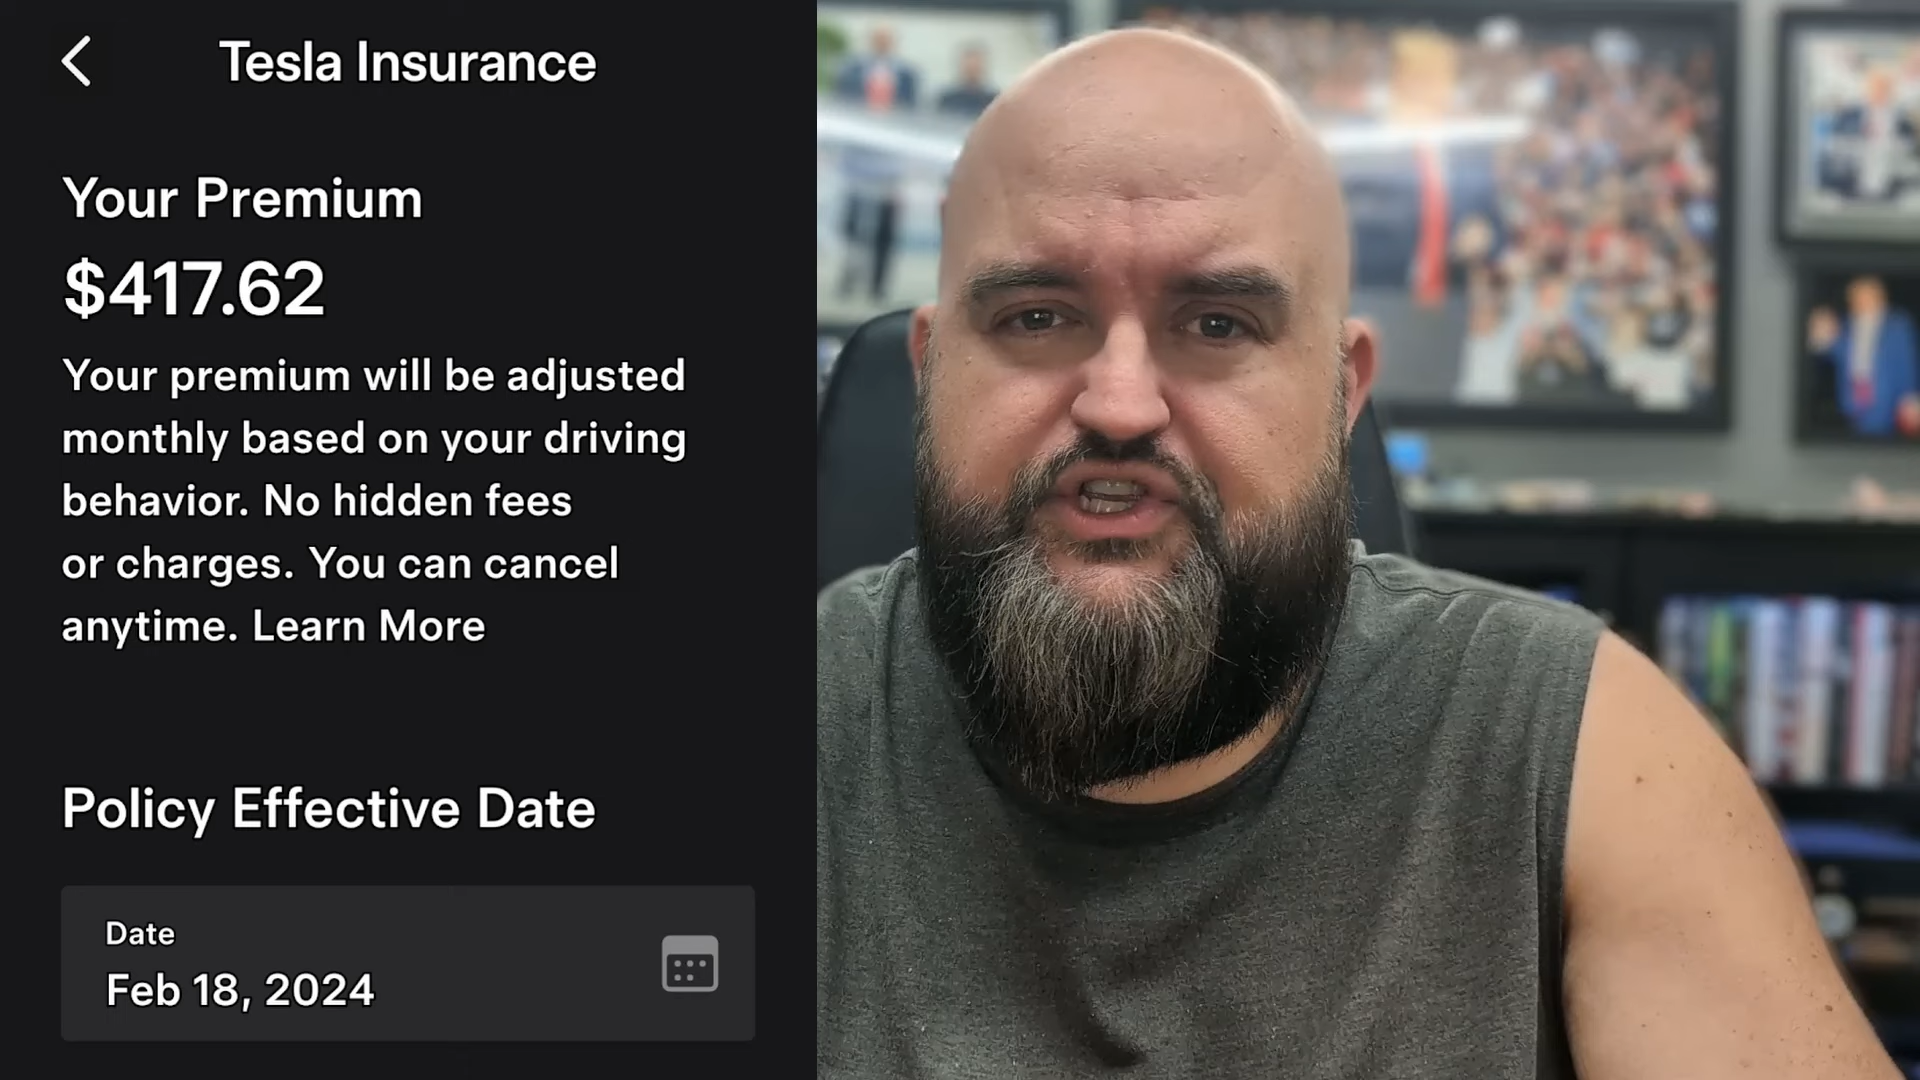 Tesla Insurance
Your Premium
$417.62
Your premium will be adjusted
monthly based on your driving
behavior. No hidden fees
or charges. You can cancel
anytime. Learn More
Policy Effective Date
Date
Feb 18, 2024